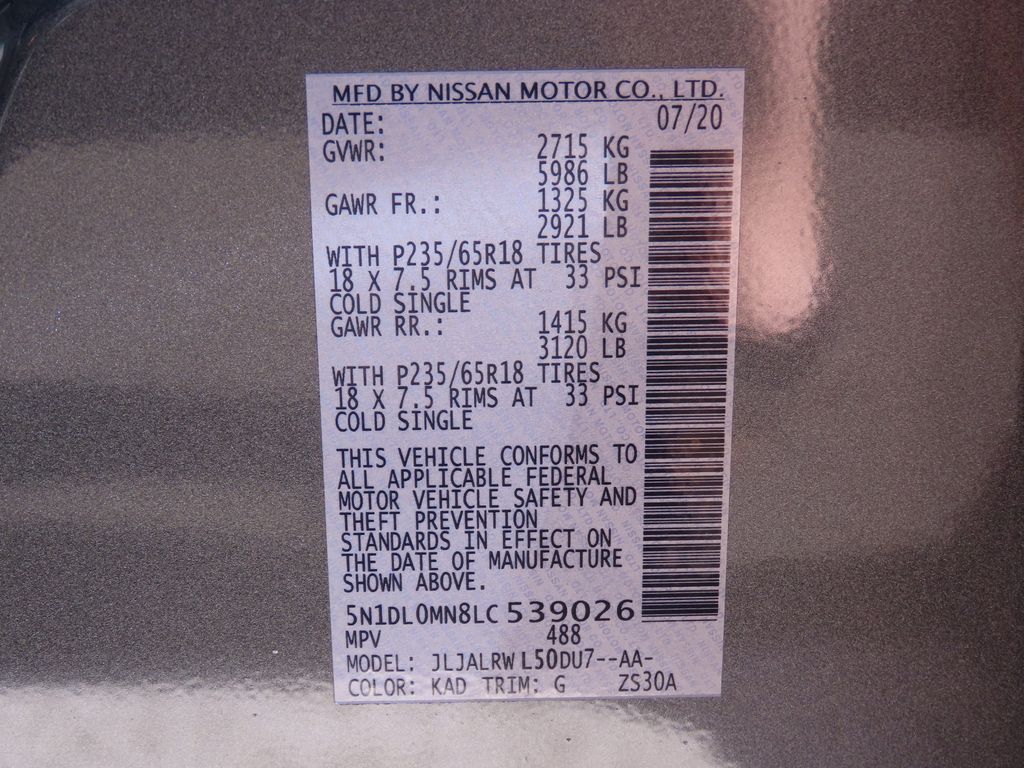 MFD BY NISSAN MOTOR CO., LTD.
DATE: 07/20
GVWR: 2715 KG
5986 LB
GAWR FR.: 1325 KG
2921 LB
WITH P235/65R18 TIRES
18 X 7.5 RIMS AT 33 PSI
COLD SINGLE
GAWR RR.: 1415 KG
3120 LB
WITH P235/65R18 TIRES
18 X 7.5 RIMS AT 33 PSI
COLD SINGLE
THIS VEHICLE CONFORMS TO
ALL APPLICABLE FEDERAL
MOTOR VEHICLE SAFETY AND
THEFT PREVENTION
STANDARDS IN EFFECT ON
THE DATE OF MANUFACTURE
SHOWN ABOVE.
5N1DL0MN8LC 539026
MPV 488
MODEL: JLJALRW L50DU7--AA-
COLOR: KAD TRIM: G ZS30A